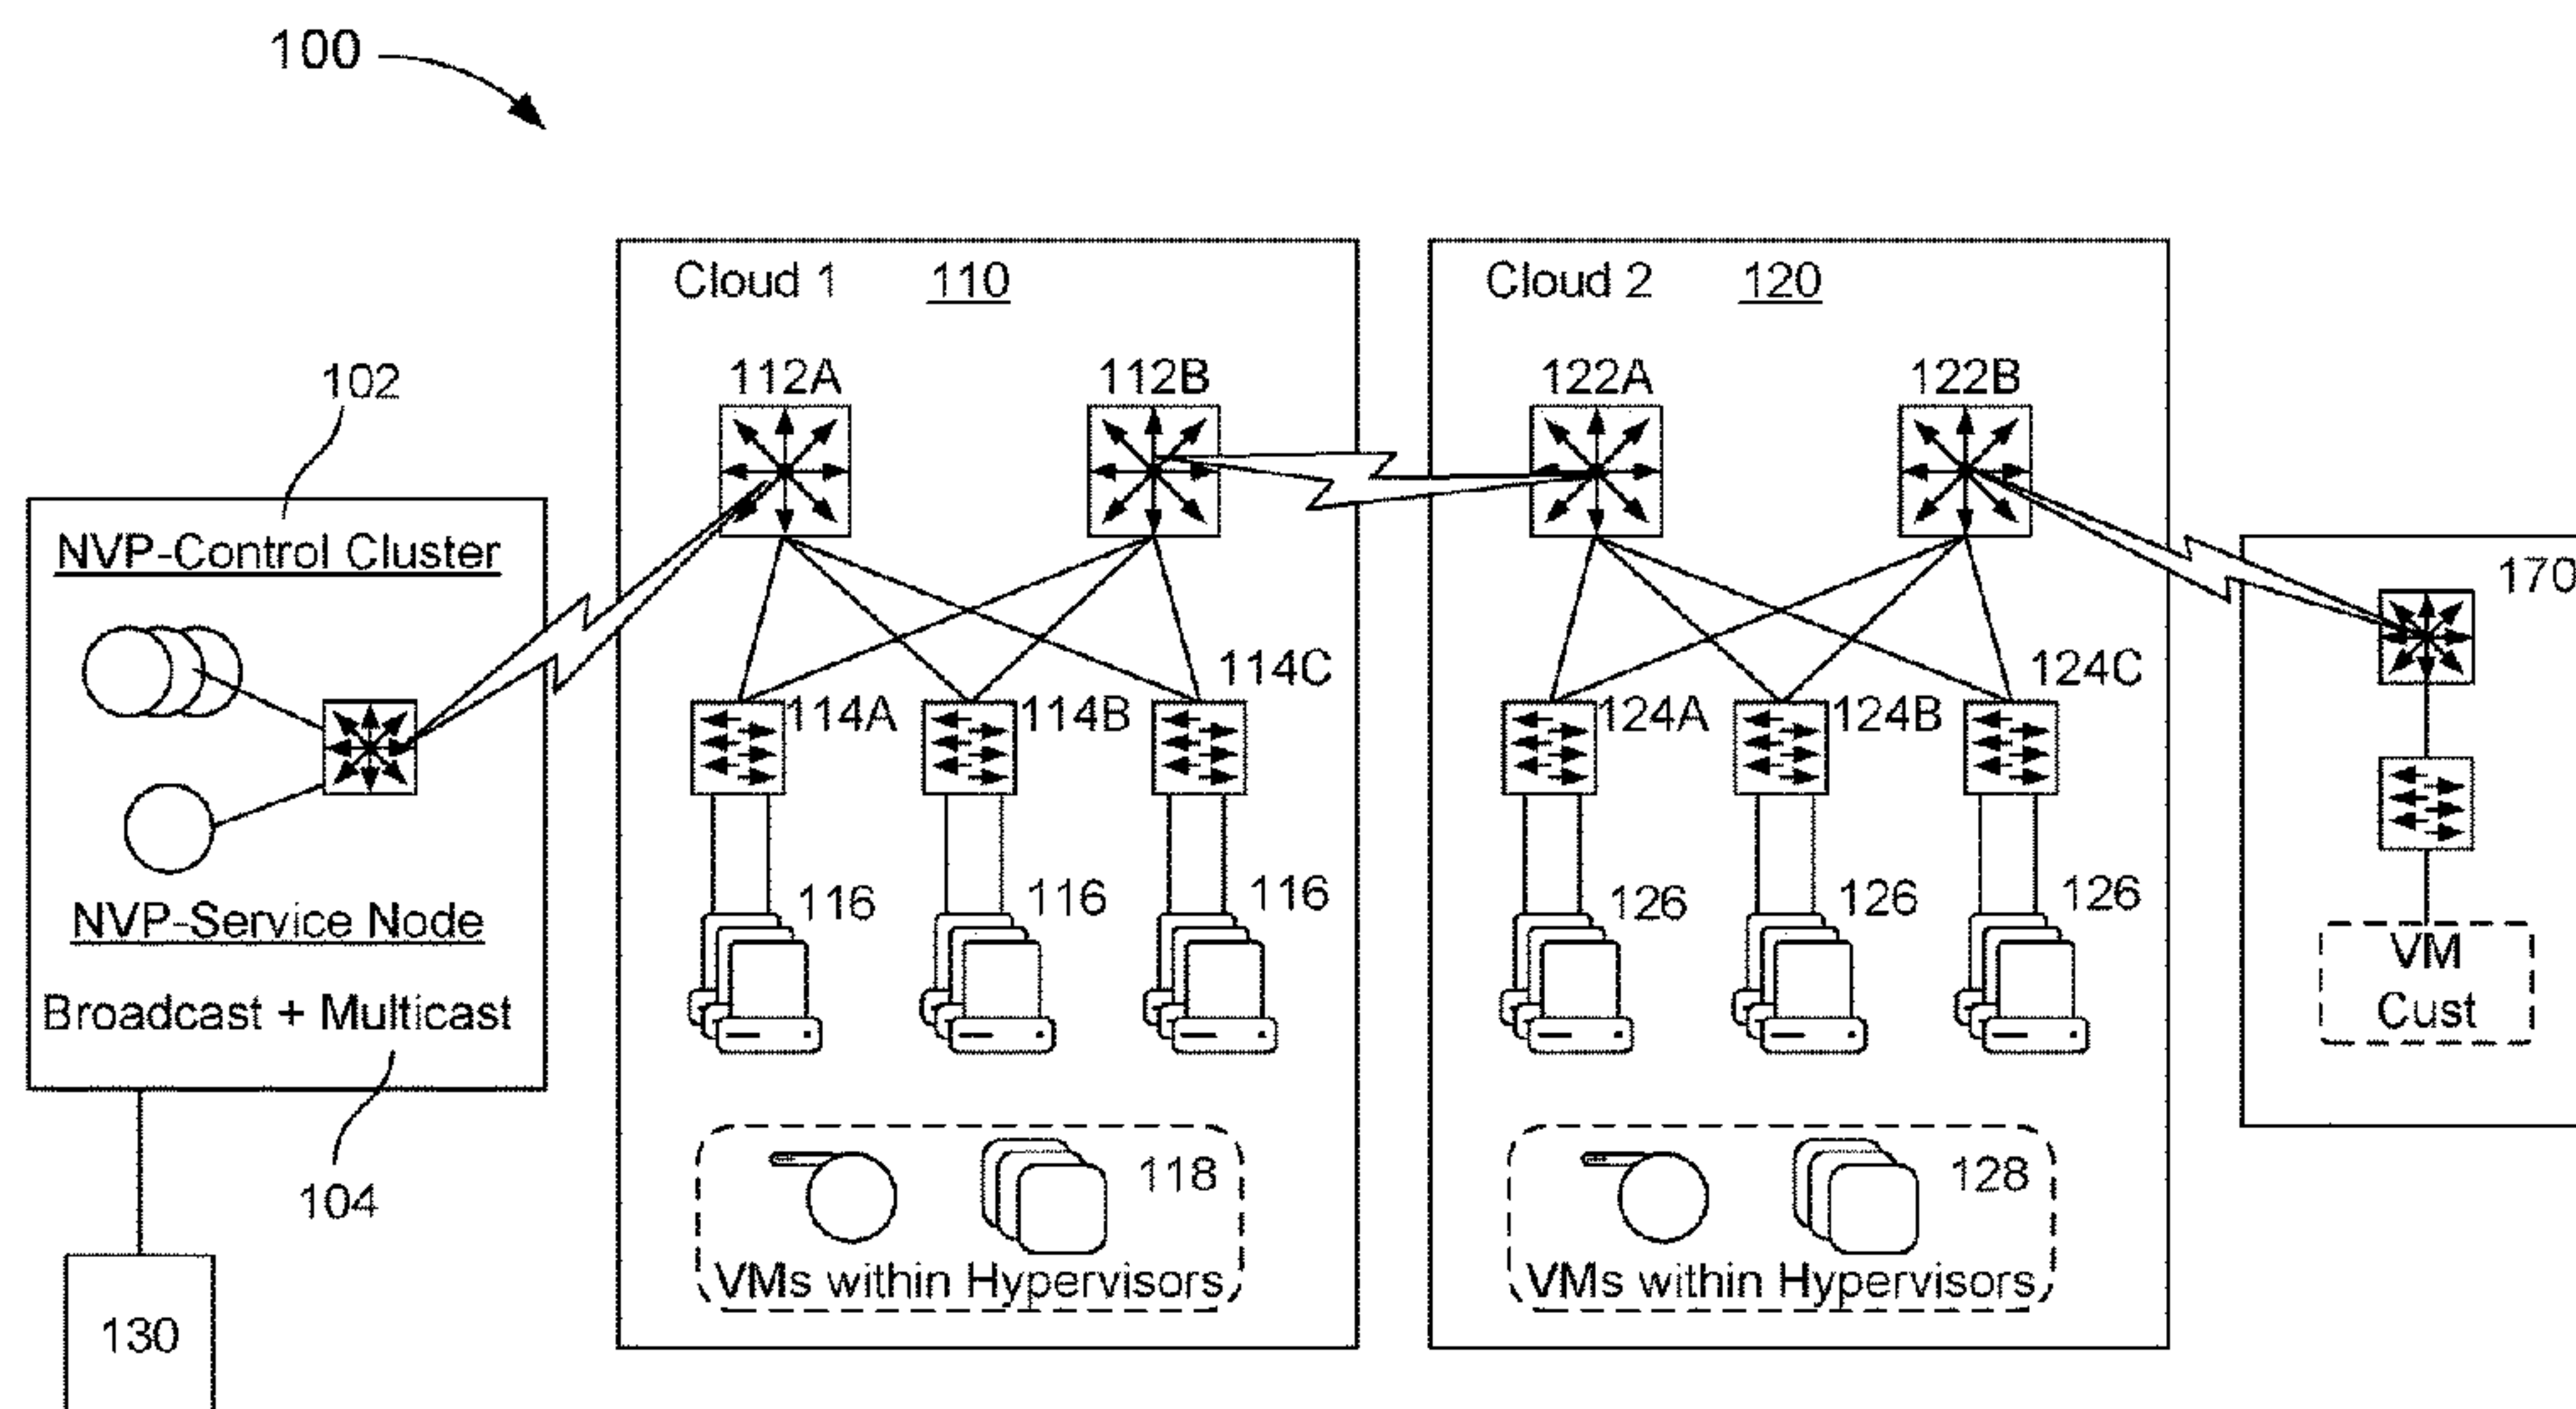 100
Cloud 1 110
Cloud 2 120
102
112A
112B
122A
122B
NVP-Control Cluster
170
114C
124C
114A
114B
124A
124B
116
116
116
126
126
126
NVP-Service Node
VM
Cust
Broadcast + Multicast
104
118
128
VMs within Hypervisors
VMs within Hypervisors
130